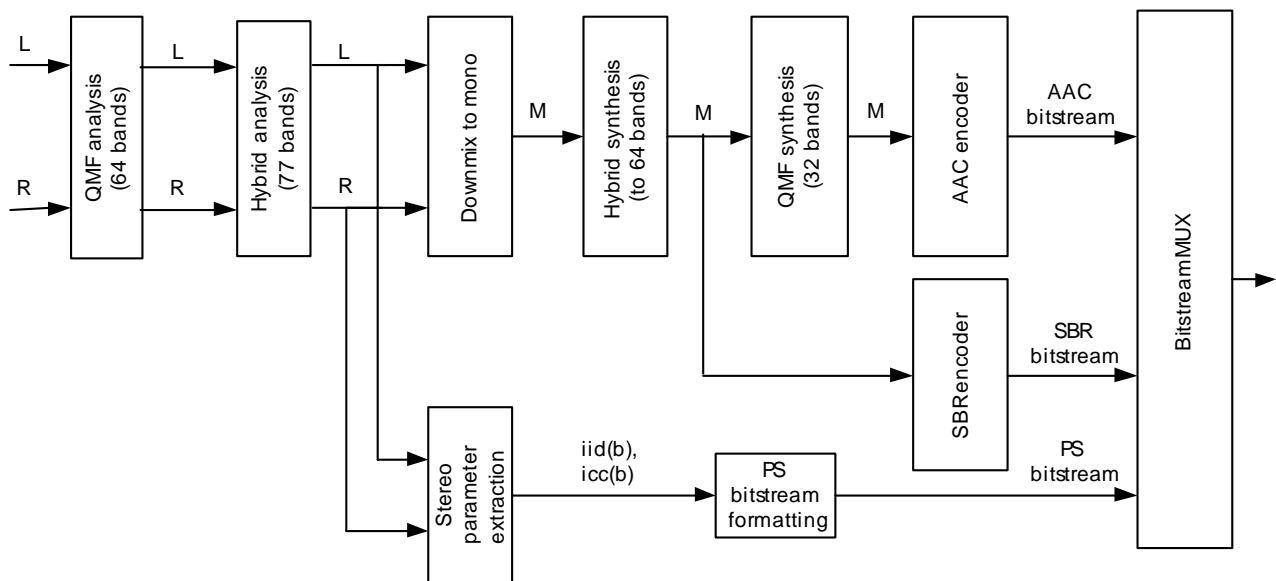 L
R
QMF analysis
(64 bands)
L
R
Hybrid analysis
(77 bands)
L
R
Downmix to mono
M
Hybrid synthesis
(to 64 bands)
M
QMF synthesis
(32 bands)
M
AAC encoder
AAC
bitstream
BitstreamMUX
SBRencoder
SBR
bitstream
Stereo
parameter
extraction
iid(b),
icc(b)
PS
bitstream
formatting
PS
bitstream